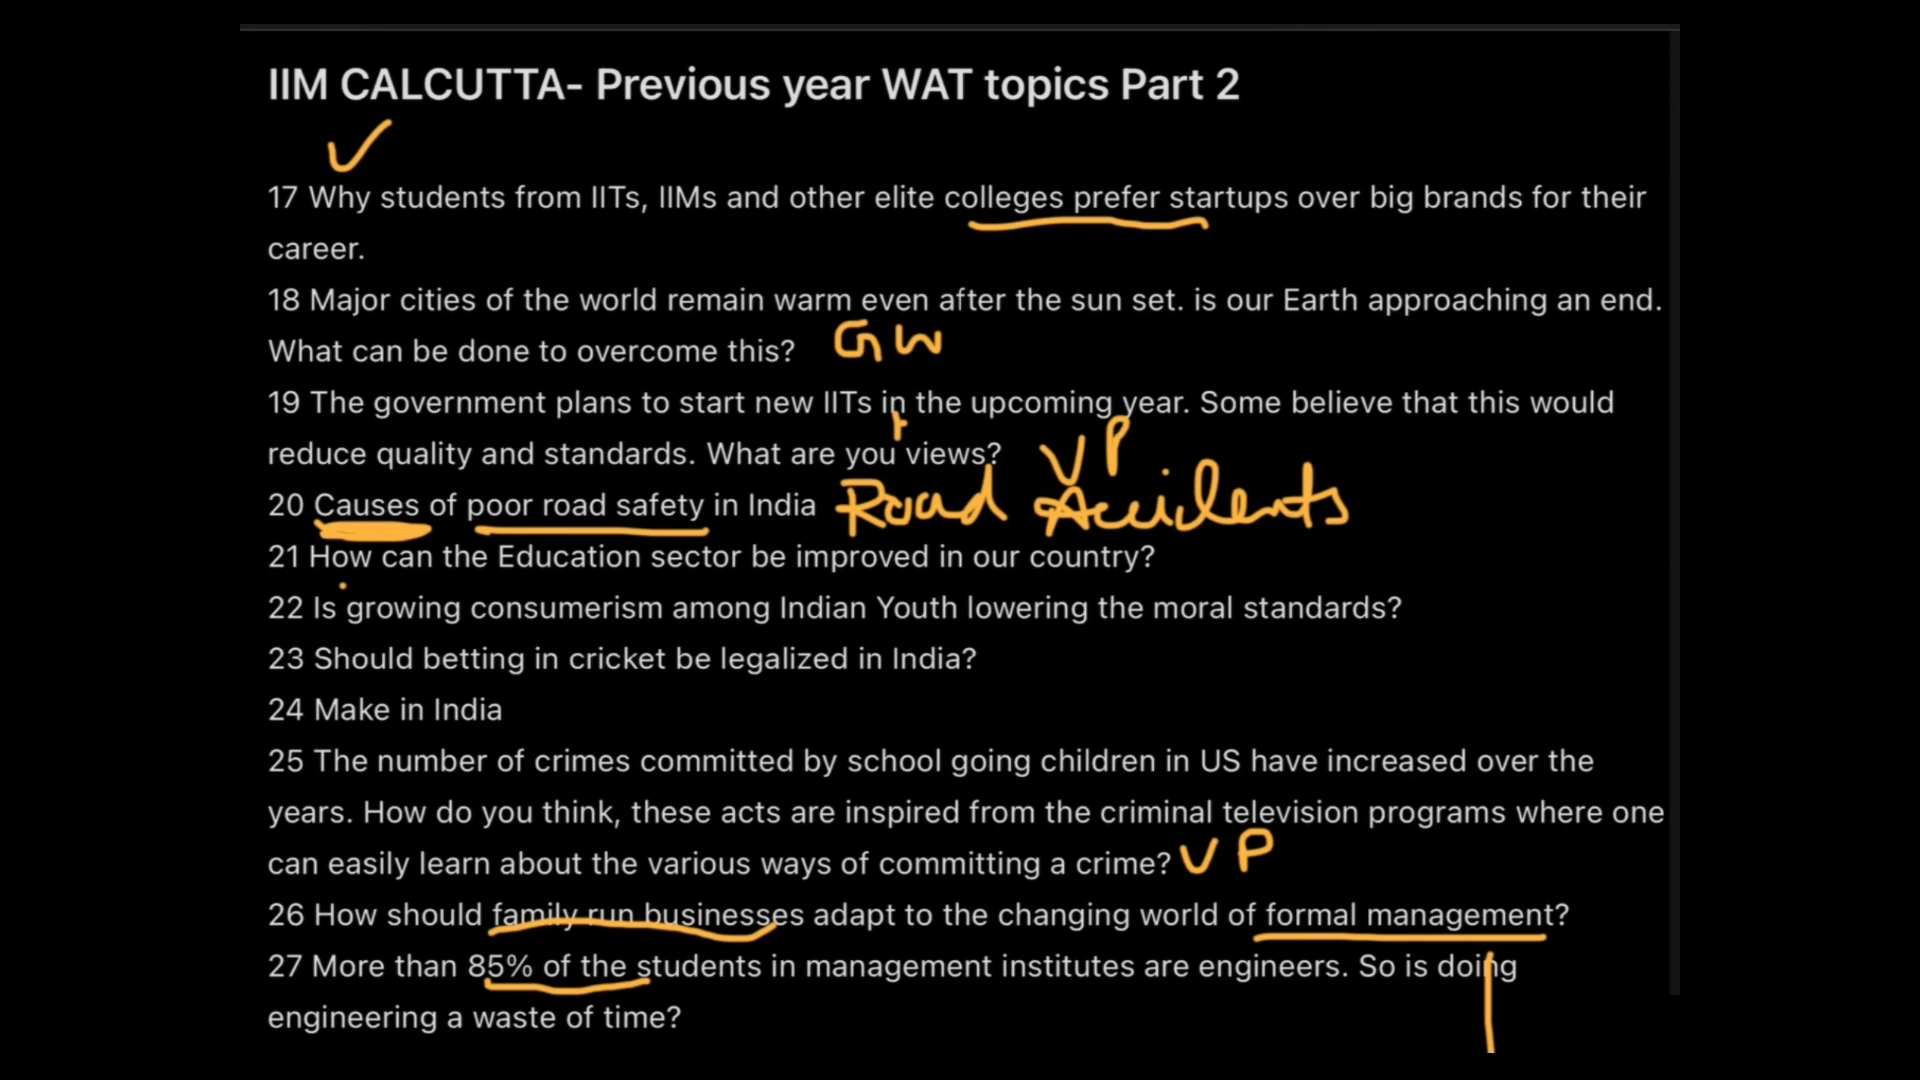 IIM CALCUTTA- Previous year WAT topics Part 2
17 Why students from IITs, IIMs and other elite colleges prefer startups over big brands for their
career.
18 Major cities of the world remain warm even after the sun set. is our Earth approaching an end.
What can be done to overcome this? GW
19 The government plans to start new IITs in the upcoming year. Some believe that this would
reduce quality and standards. What are you r views? VP
20 Causes of poor road safety in India Road Accidents
21 How can the Education sector be improved in our country?
22 Is growing consumerism among Indian Youth lowering the moral standards?
23 Should betting in cricket be legalized in India?
24 Make in India
25 The number of crimes committed by school going children in US have increased over the
years. How do you think, these acts are inspired from the criminal television programs where one
can easily learn about the various ways of committing a crime? VP
26 How should family run businesses adapt to the changing world of formal management?
27 More than 85% of the students in management institutes are engineers. So is doing
engineering a waste of time?